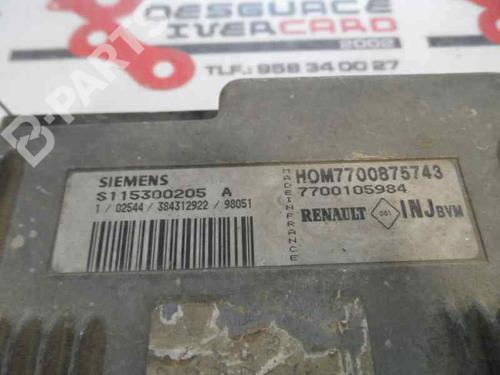 DESGUACE
IVERCARD
2002
TLF.: 958 34 00 27
B-PARTS
SIEMENS
S115300205 A
1 / 02544 / 384312922 / 98051
MADE IN FRANCE
HOM7700875743
7700105984
RENAULT 001 INJ BVM